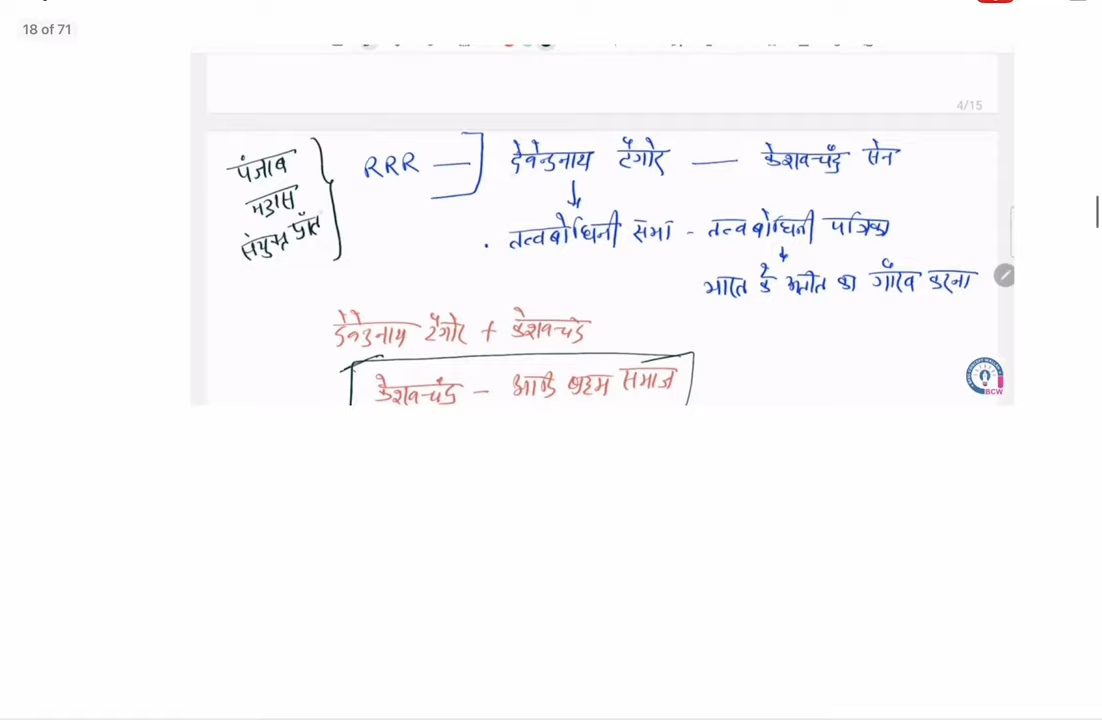 18 of 71
4/15
पंजाब
मद्रास
संयुक्त प्रांत
RRR — देवेन्द्रनाथ टैगोर — केशवचंद्र सेन
तत्वबोधिनी सभा - तत्वबोधिनी पत्रिका
भारत के अतीत का गौरव करना
देवेन्द्रनाथ टैगोर + केशवचंद्र
केशवचंद्र - आदि ब्रह्म समाज
BCW